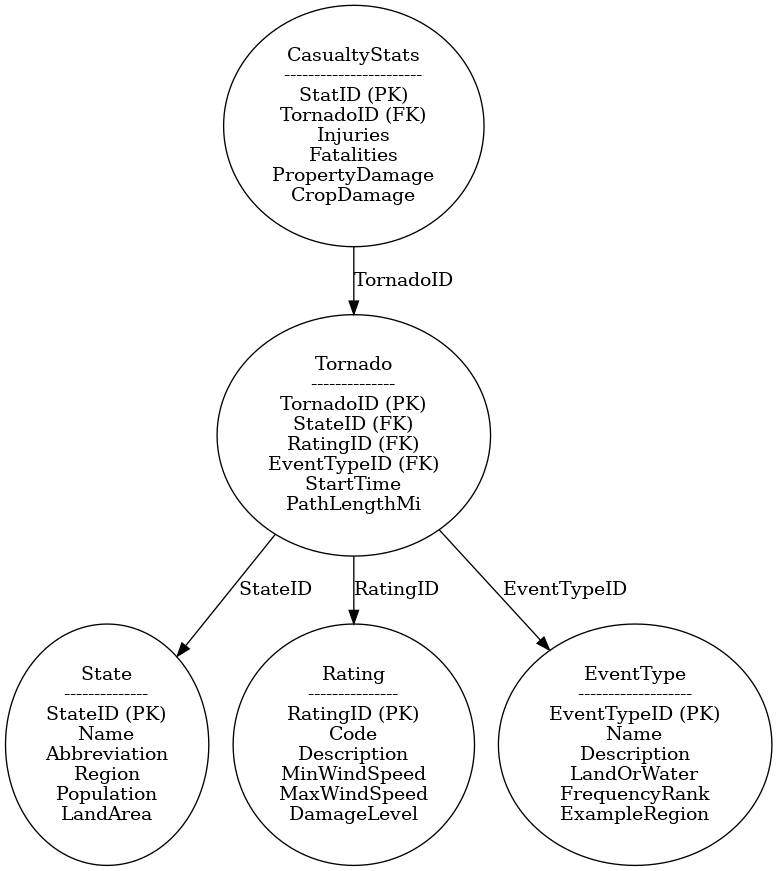 CasualtyStats
-----------------------
StatID (PK)
TornadoID (FK)
Injuries
Fatalities
PropertyDamage
CropDamage
TornadoID
Tornado
--------------
TornadoID (PK)
StateID (FK)
RatingID (FK)
EventTypeID (FK)
StartTime
PathLengthMi
StateID
RatingID
EventTypeID
State
--------------
StateID (PK)
Name
Abbreviation
Region
Population
LandArea
Rating
---------------
RatingID (PK)
Code
Description
MinWindSpeed
MaxWindSpeed
DamageLevel
EventType
-------------------
EventTypeID (PK)
Name
Description
LandOrWater
FrequencyRank
ExampleRegion